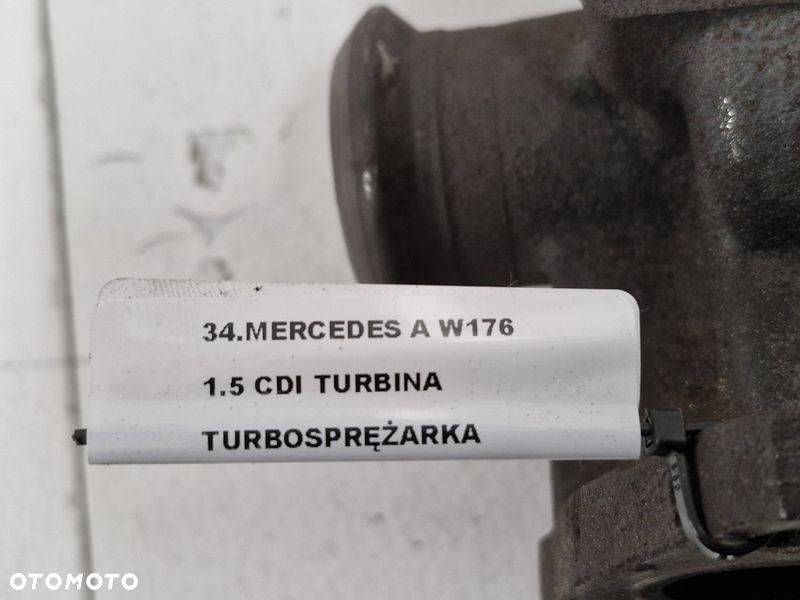 34.MERCEDES A W176
1.5 CDI TURBINA
TURBOSPRĘŻARKA
OTOMOTO